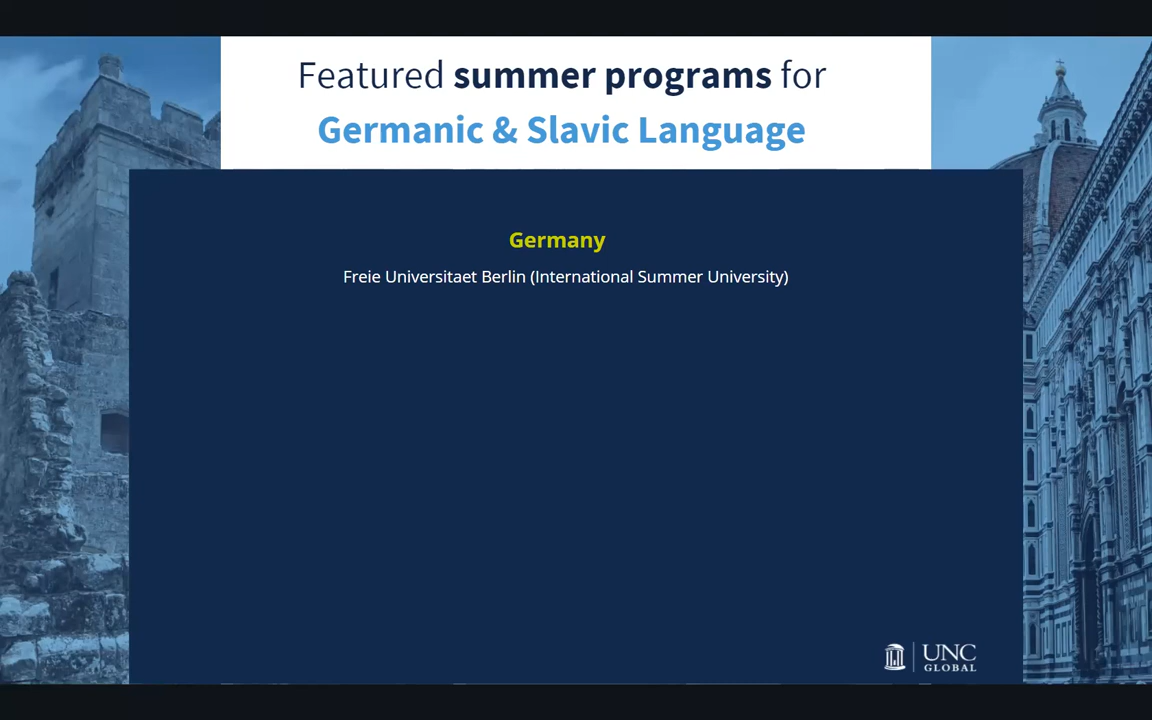 Featured summer programs for
Germanic & Slavic Language
Germany
Freie Universitaet Berlin (International Summer University)
UNC
GLOBAL